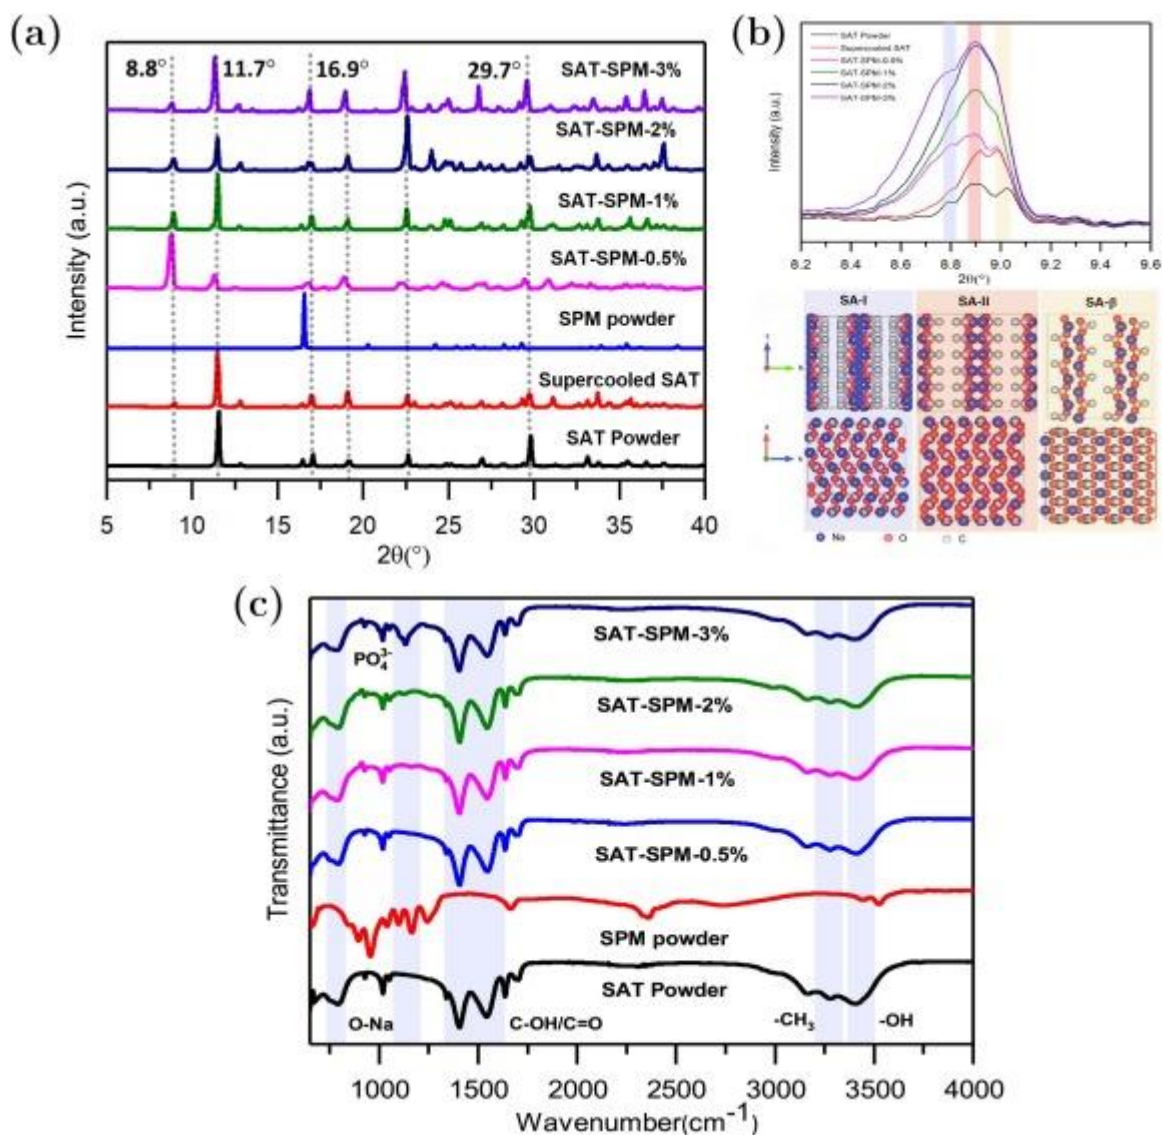 (a)
8.8° 11.7° 16.9° 29.7° SAT-SPM-3%
SAT-SPM-2%
SAT-SPM-1%
SAT-SPM-0.5%
SPM powder
Supercooled SAT
SAT Powder
Intensity (a.u.)
5 10 15 20 25 30 35 40
2θ(°)
(b)
SAT Powder
Supercooled SAT
SAT-SPM-0.5%
SAT-SPM-1%
SAT-SPM-2%
Intensity (a.u.)
8.2 8.4 8.6 8.8 9.0 9.2 9.4 9.6
2θ(°)
SA-I SA-II SA-β
Na O C
(c)
SAT-SPM-3%
PO₄³⁻
SAT-SPM-2%
SAT-SPM-1%
SAT-SPM-0.5%
SPM powder
SAT Powder
O-Na C-OH/C=O -CH₃ -OH
Transmittance (a.u.)
1000 1500 2000 2500 3000 3500 4000
Wavenumber(cm⁻¹)